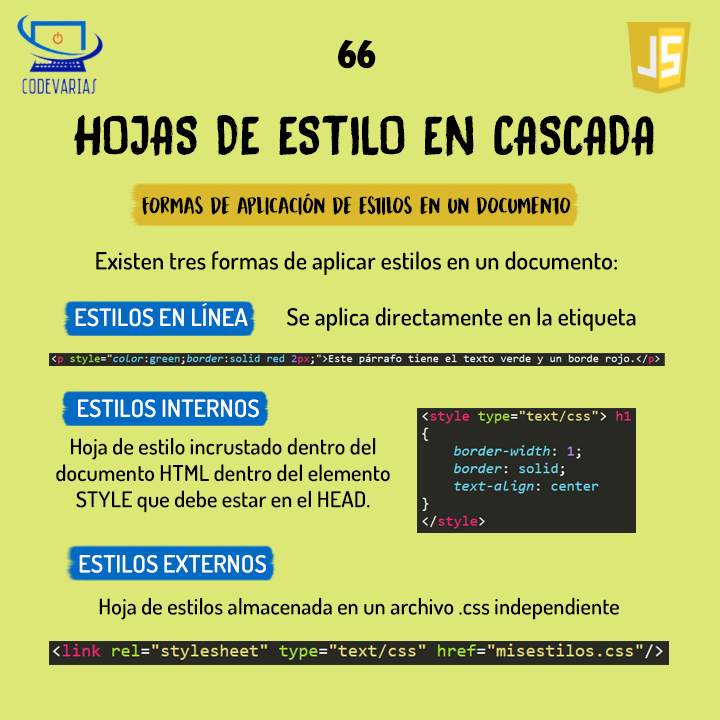 CODEVARIAS
66
JS
HOJAS DE ESTILO EN CASCADA
FORMAS DE APLICACIÓN DE ESTILOS EN UN DOCUMENTO
Existen tres formas de aplicar estilos en un documento:
ESTILOS EN LÍNEA
Se aplica directamente en la etiqueta
<p style="color:green;border:solid red 2px;">Este párrafo tiene el texto verde y un borde rojo.</p>
ESTILOS INTERNOS
Hoja de estilo incrustado dentro del
documento HTML dentro del elemento
STYLE que debe estar en el HEAD.
<style type="text/css"> h1
{
border-width: 1;
border: solid;
text-align: center
}
</style>
ESTILOS EXTERNOS
Hoja de estilos almacenada en un archivo .css independiente
<link rel="stylesheet" type="text/css" href="misestilos.css"/>